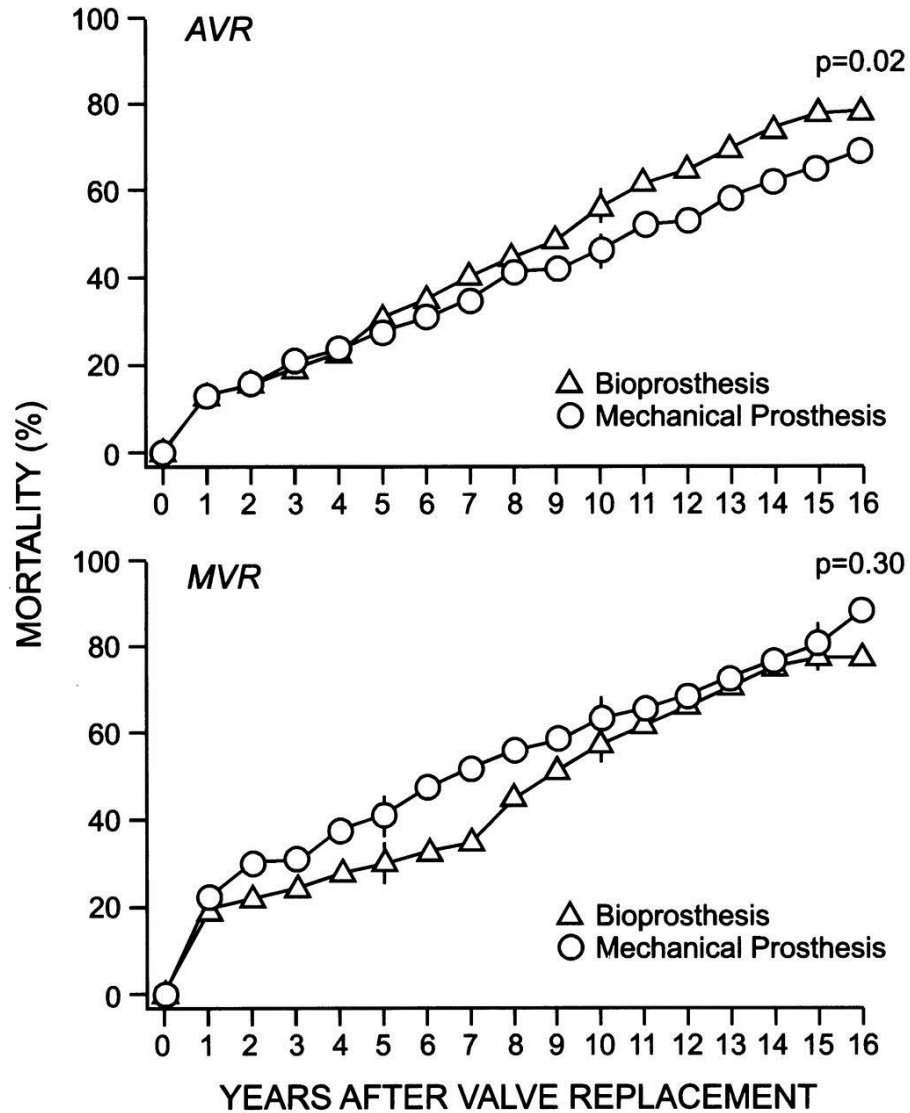 MORTALITY (%)
AVR
p=0.02
100
80
60
40
20
0
△ Bioprosthesis
○ Mechanical Prosthesis
0 1 2 3 4 5 6 7 8 9 10 11 12 13 14 15 16
MVR
p=0.30
100
80
60
40
20
0
△ Bioprosthesis
○ Mechanical Prosthesis
0 1 2 3 4 5 6 7 8 9 10 11 12 13 14 15 16
YEARS AFTER VALVE REPLACEMENT